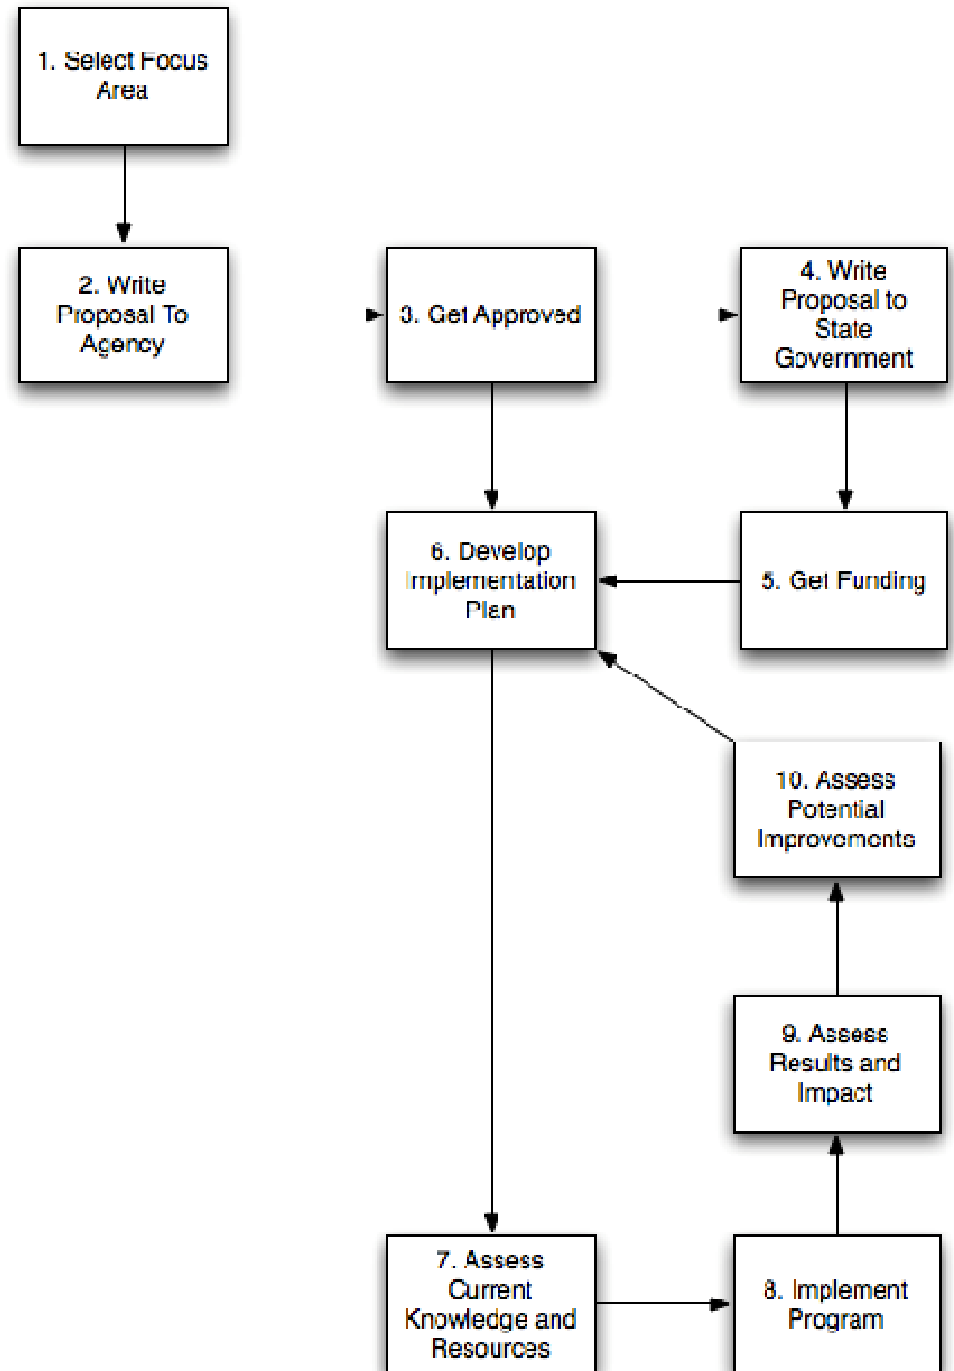 1. Select Focus
Area
2. Write
Proposal To
Agency
3. Get Approved
4. Write
Proposal to
State
Government
6. Develop
Implementation
Plan
5. Get Funding
10. Assess
Potential
Improvements
9. Assess
Results and
Impact
7. Assess
Current
Knowledge and
Resources
8. Implement
Program